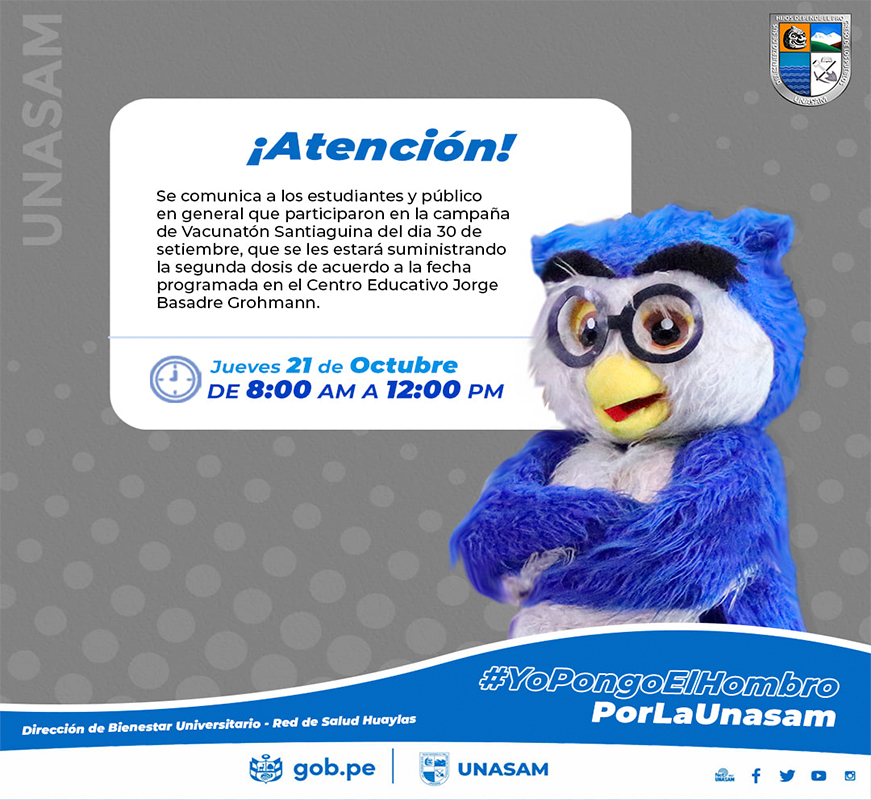 UNASAM
¡Atención!
Se comunica a los estudiantes y público
en general que participaron en la campaña
de Vacunatón Santiaguina del dia 30 de
setiembre, que se les estará suministrando
la segunda dosis de acuerdo a la fecha
programada en el Centro Educativo Jorge
Basadre Grohmann.
Jueves 21 de Octubre
DE 8:00 AM A 12:00 PM
#YoPongoElHombro
PorLaUnasam
Dirección de Bienestar Universitario - Red de Salud Huaylas
gob.pe
UNASAM
UNASAM